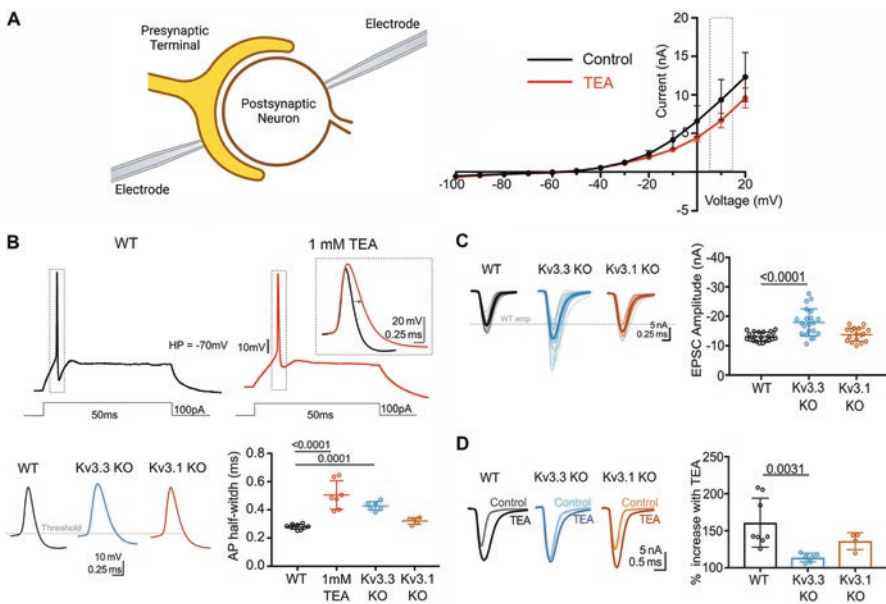 A
Presynaptic
Terminal
Electrode
Postsynaptic
Neuron
Electrode
Control
TEA
Current (nA)
20
15
10
5
-5
-100 -80 -60 -40 -20 20
Voltage (mV)
B
WT
1 mM TEA
HP = -70mV
10mV
20 mV
0.25 ms
50ms
100pA
50ms
100pA
WT
Kv3.3 KO
Kv3.1 KO
Threshold
10 mV
0.25 ms
AP half-witdh (ms)
0.8
0.6
0.4
0.2
0.0
<0.0001
0.0001
WT
1mM
TEA
Kv3.3
KO
Kv3.1
KO
C
WT
Kv3.3 KO
Kv3.1 KO
WT amp
5 nA
0.25 ms
EPSC Amplitude (nA)
-40
-30
-20
-10
0
<0.0001
WT
Kv3.3
KO
Kv3.1
KO
D
WT
Kv3.3 KO
Kv3.1 KO
Control
TEA
Control
TEA
Control
TEA
5 nA
0.5 ms
% increase with TEA
250
200
150
100
0.0031
WT
Kv3.3
KO
Kv3.1
KO